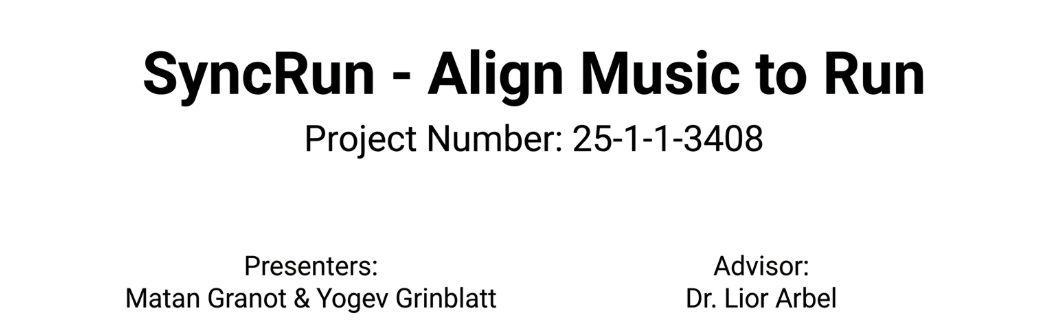 SyncRun - Align Music to Run
Project Number: 25-1-1-3408
Presenters:
Matan Granot & Yogev Grinblatt
Advisor:
Dr. Lior Arbel